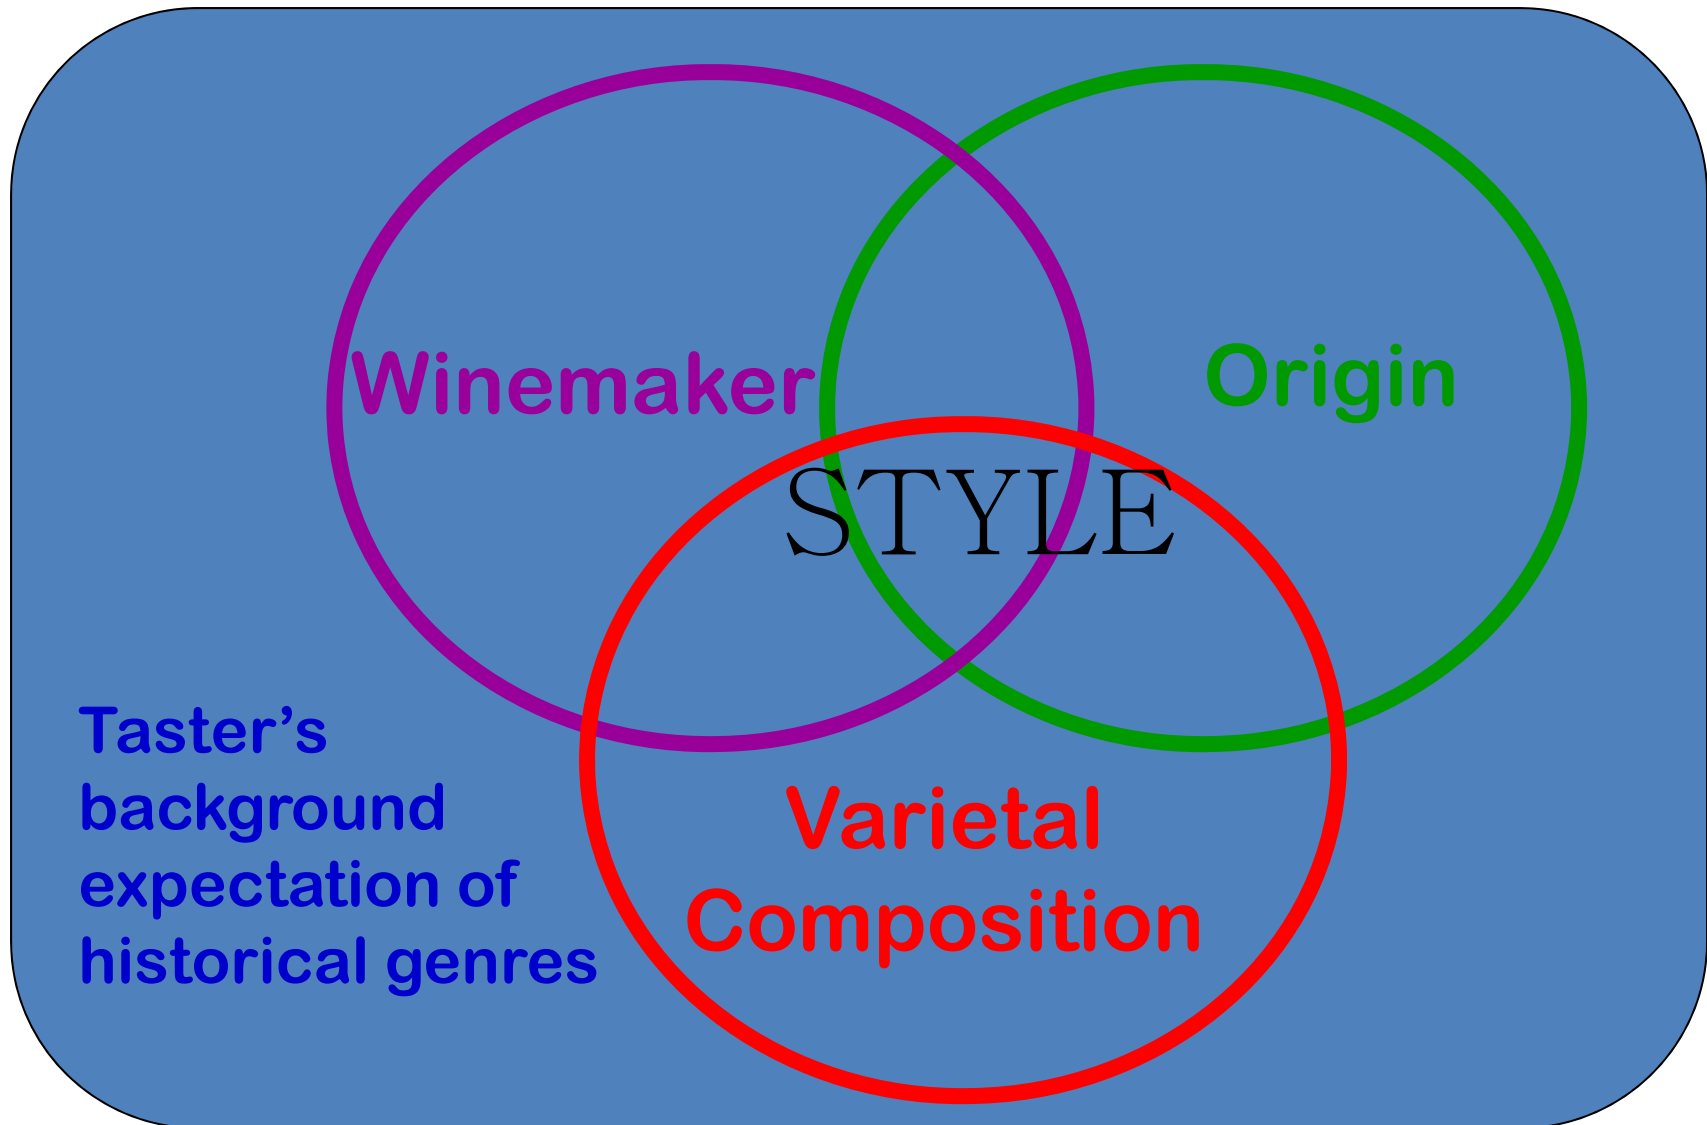 Winemaker
Origin
STYLE
Taster’s
background
expectation of
historical genres
Varietal
Composition